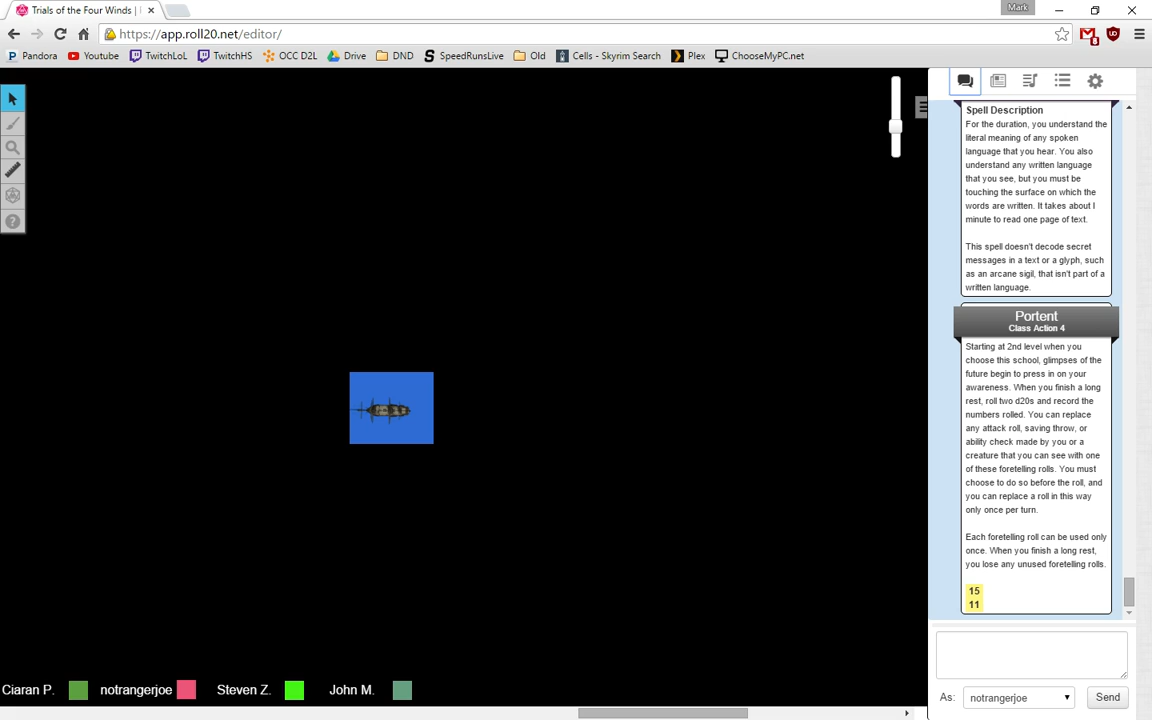 Trials of the Four Winds |
Mark
https://app.roll20.net/editor/
Pandora Youtube TwitchLoL TwitchHS OCC D2L Drive DND SpeedRunsLive Old Cells - Skyrim Search Plex ChooseMyPC.net
Spell Description
For the duration, you understand the
literal meaning of any spoken
language that you hear. You also
understand any written language
that you see, but you must be
touching the surface on which the
words are written. It takes about 1
minute to read one page of text.
This spell doesn't decode secret
messages in a text or a glyph, such
as an arcane sigil, that isn't part of a
written language.
Portent
Class Action 4
Starting at 2nd level when you
choose this school, glimpses of the
future begin to press in on your
awareness. When you finish a long
rest, roll two d20s and record the
numbers rolled. You can replace
any attack roll, saving throw, or
ability check made by you or a
creature that you can see with one
of these foretelling rolls. You must
choose to do so before the roll, and
you can replace a roll in this way
only once per turn.
Each foretelling roll can be used only
once. When you finish a long rest,
you lose any unused foretelling rolls.
15
11
Ciaran P. notrangerjoe Steven Z. John M.
As: notrangerjoe Send